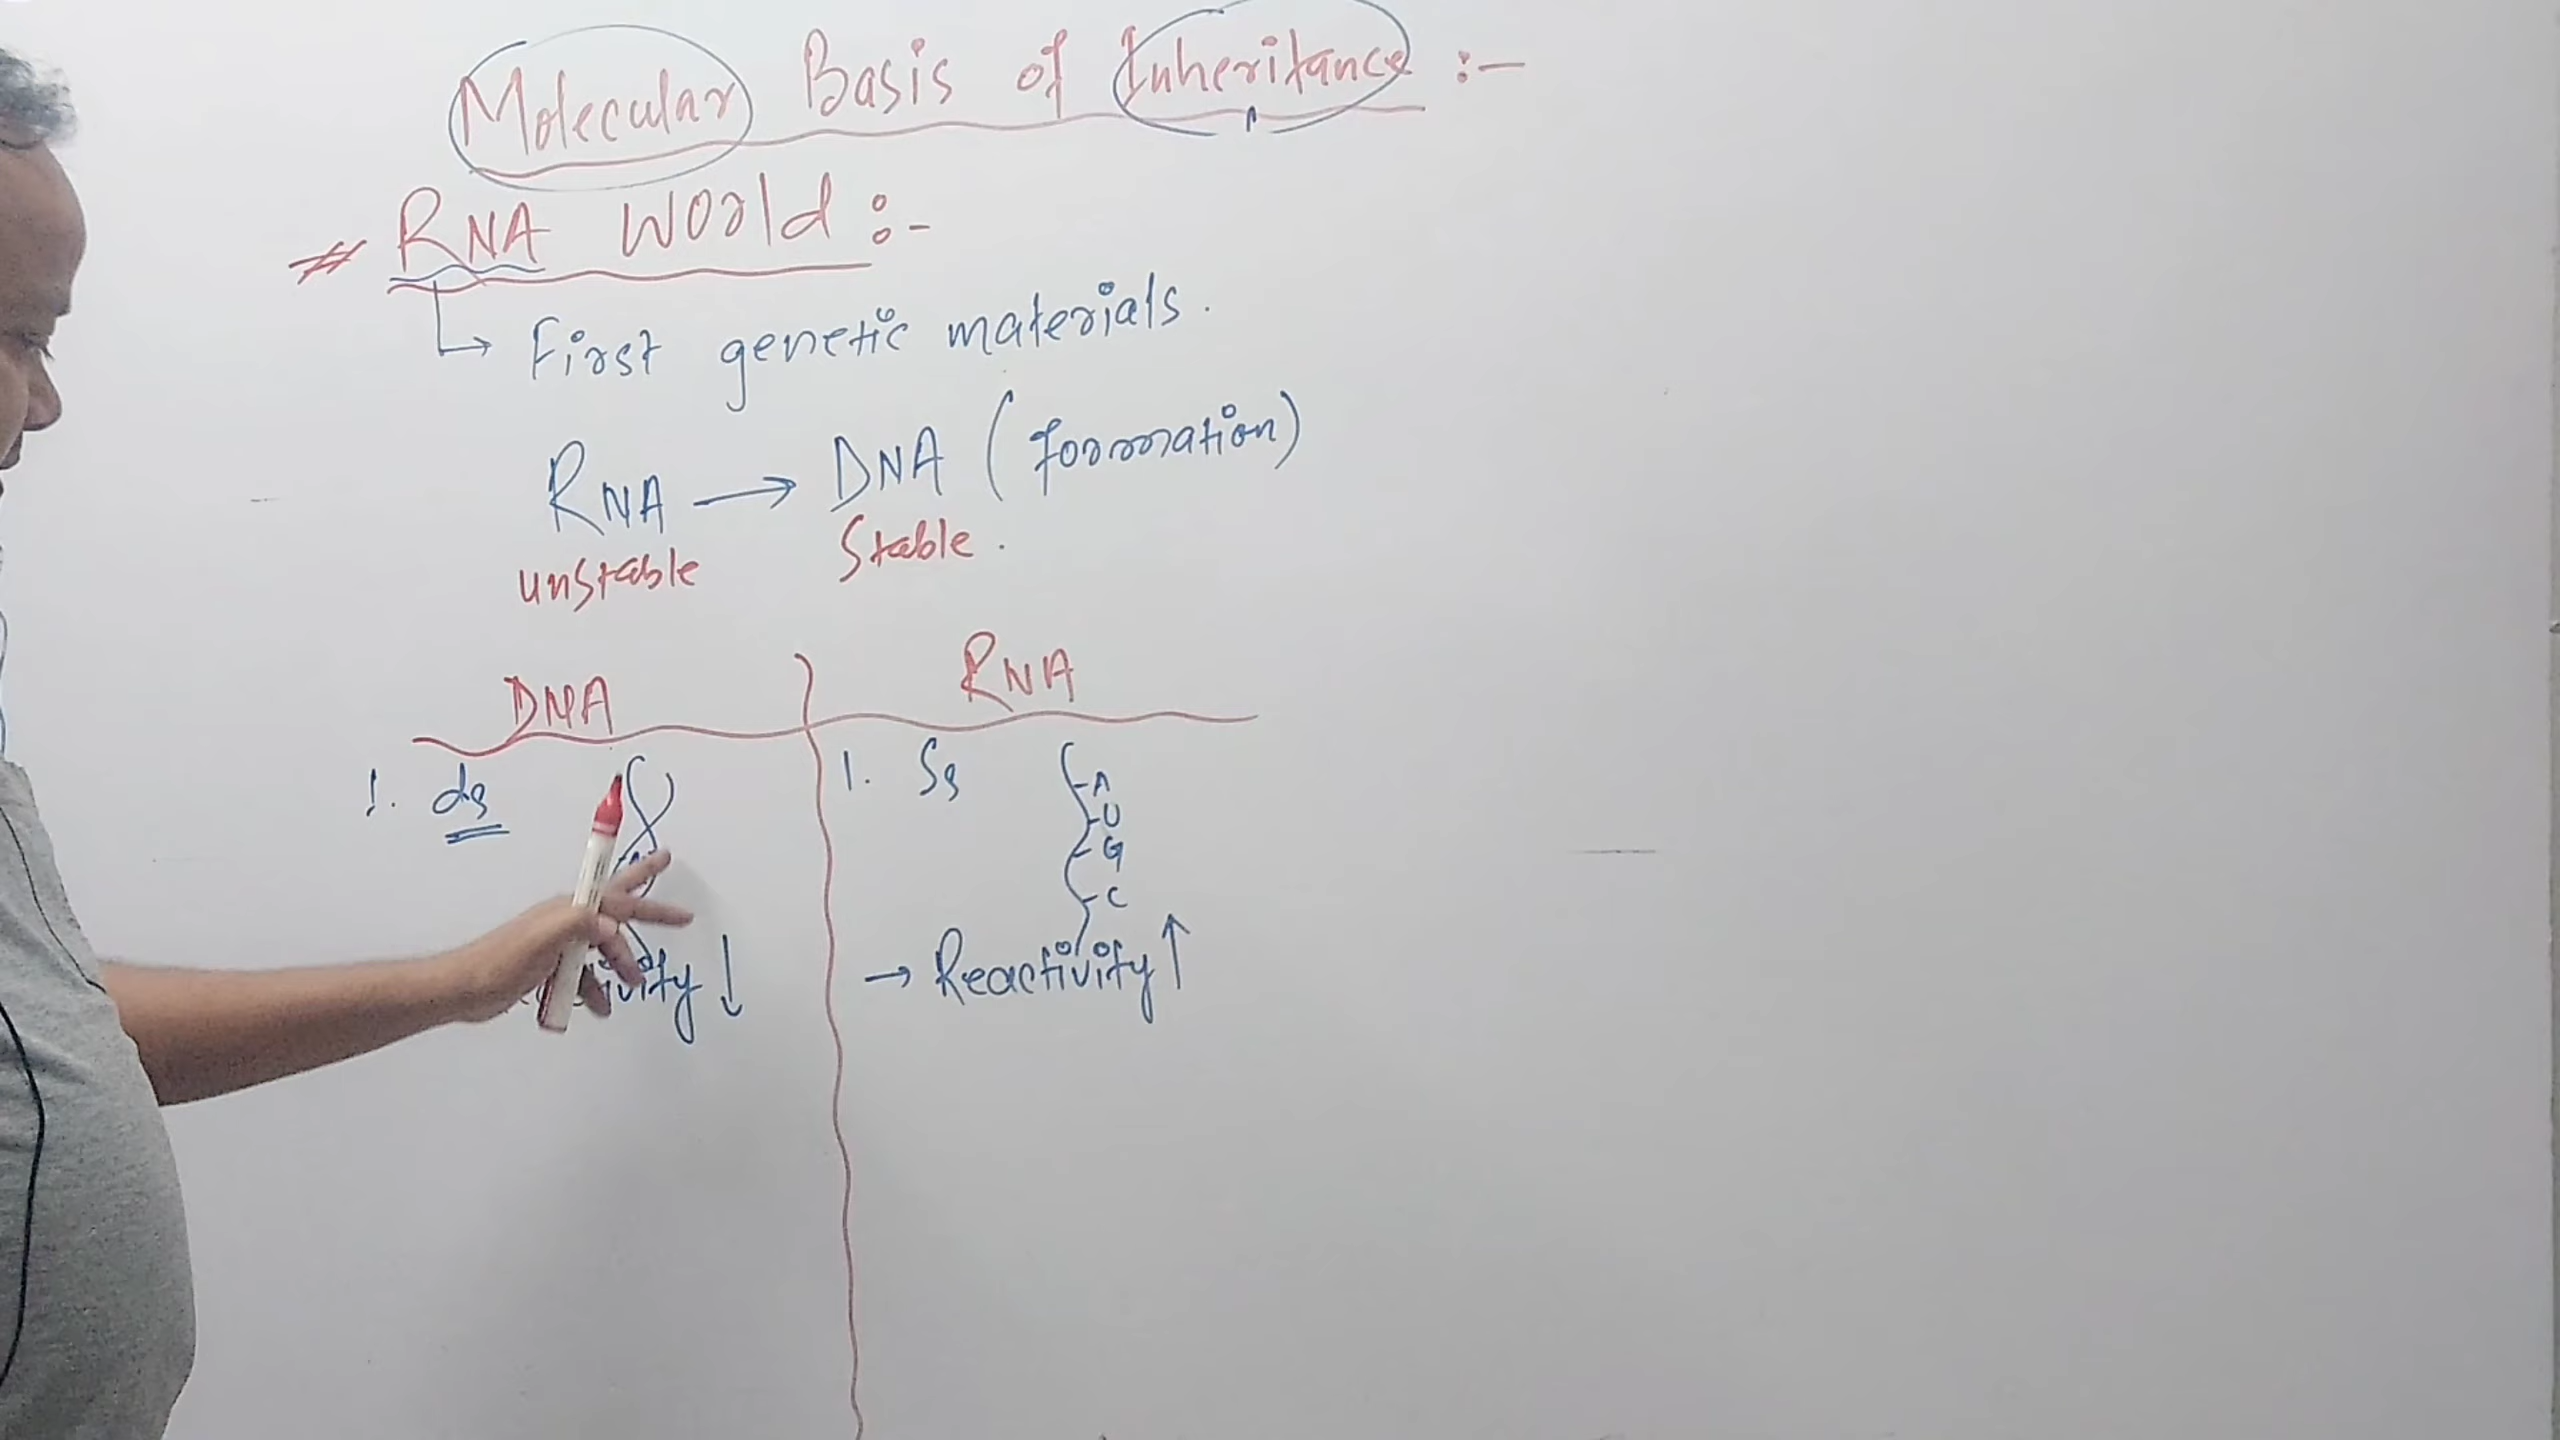 Molecular Basis of Inheritance :-
# RNA World :-
→ First genetic materials.
RNA → DNA (formation)
unstable Stable.
DNA RNA
1. ds
1. Ss
A
U
G
C
→ Reactivity ↑